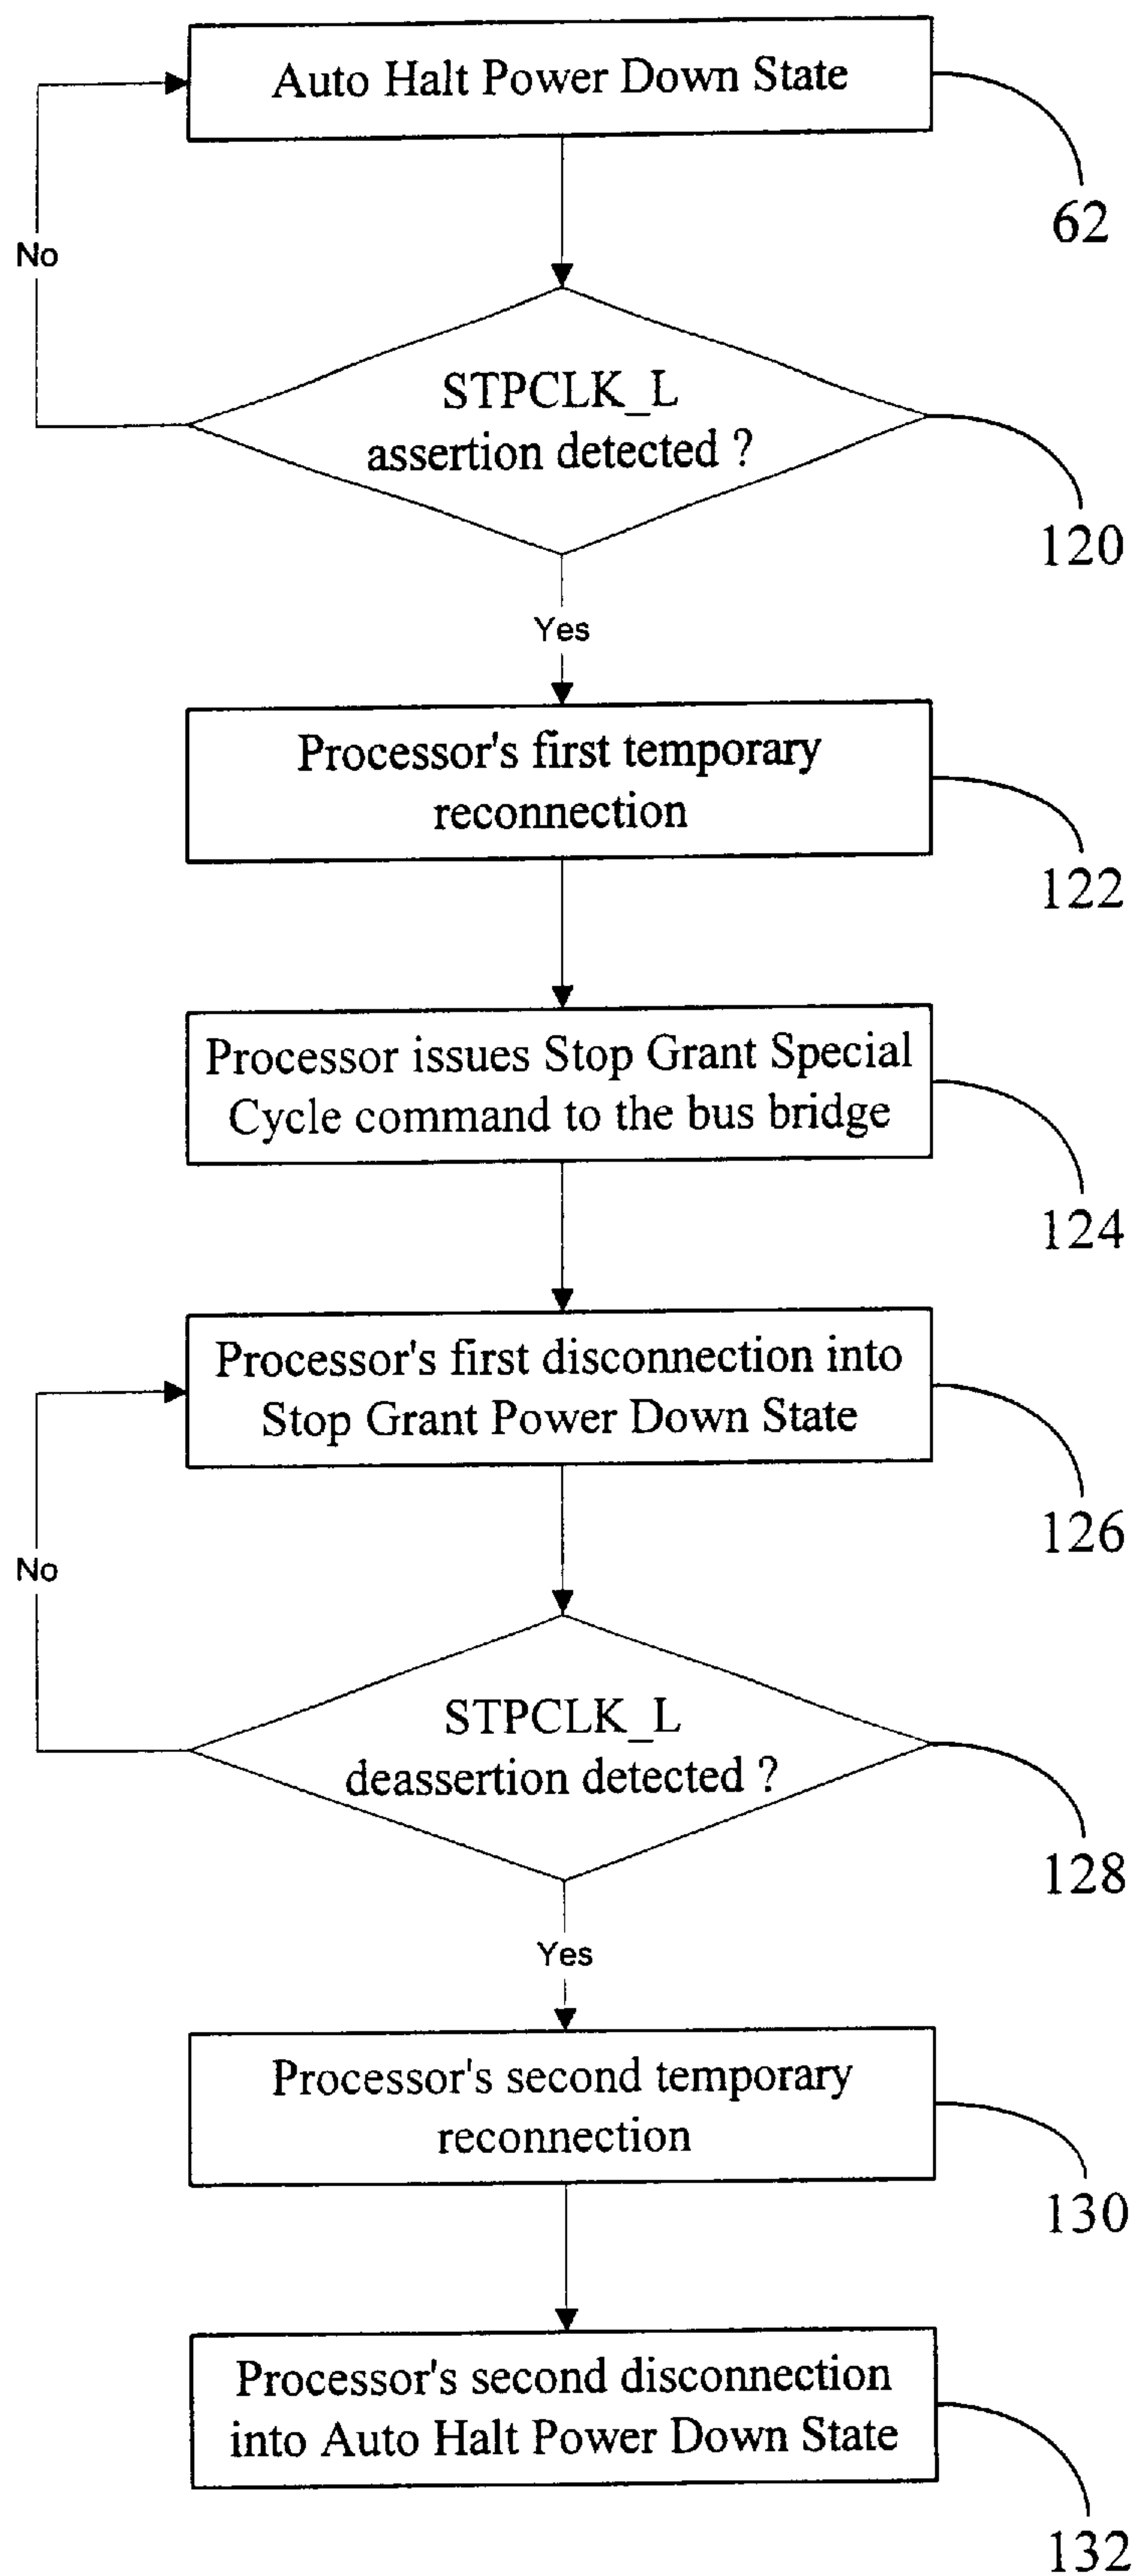 Auto Halt Power Down State
62
No
STPCLK_L
assertion detected ?
120
Yes
Processor's first temporary
reconnection
122
Processor issues Stop Grant Special
Cycle command to the bus bridge
124
Processor's first disconnection into
Stop Grant Power Down State
126
No
STPCLK_L
deassertion detected ?
128
Yes
Processor's second temporary
reconnection
130
Processor's second disconnection
into Auto Halt Power Down State
132